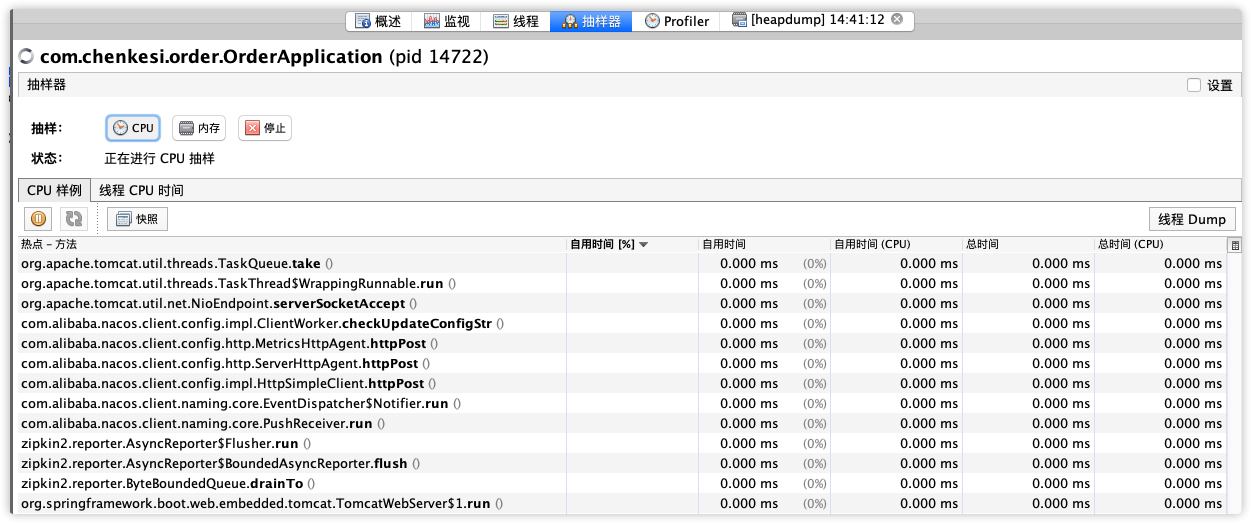 概述 监视 线程 抽样器 Profiler [heapdump] 14:41:12
com.chenkesi.order.OrderApplication (pid 14722)
抽样器 设置
抽样： CPU 内存 停止
状态： 正在进行 CPU 抽样
CPU 样例 线程 CPU 时间
快照 线程 Dump
热点 – 方法 自用时间 [%] 自用时间 自用时间 (CPU) 总时间 总时间 (CPU)
org.apache.tomcat.util.threads.TaskQueue.take () 0.000 ms (0%) 0.000 ms 0.000 ms 0.000 ms
org.apache.tomcat.util.threads.TaskThread$WrappingRunnable.run () 0.000 ms (0%) 0.000 ms 0.000 ms 0.000 ms
org.apache.tomcat.util.net.NioEndpoint.serverSocketAccept () 0.000 ms (0%) 0.000 ms 0.000 ms 0.000 ms
com.alibaba.nacos.client.config.impl.ClientWorker.checkUpdateConfigStr () 0.000 ms (0%) 0.000 ms 0.000 ms 0.000 ms
com.alibaba.nacos.client.config.http.MetricsHttpAgent.httpPost () 0.000 ms (0%) 0.000 ms 0.000 ms 0.000 ms
com.alibaba.nacos.client.config.http.ServerHttpAgent.httpPost () 0.000 ms (0%) 0.000 ms 0.000 ms 0.000 ms
com.alibaba.nacos.client.config.impl.HttpSimpleClient.httpPost () 0.000 ms (0%) 0.000 ms 0.000 ms 0.000 ms
com.alibaba.nacos.client.naming.core.EventDispatcher$Notifier.run () 0.000 ms (0%) 0.000 ms 0.000 ms 0.000 ms
com.alibaba.nacos.client.naming.core.PushReceiver.run () 0.000 ms (0%) 0.000 ms 0.000 ms 0.000 ms
zipkin2.reporter.AsyncReporter$Flusher.run () 0.000 ms (0%) 0.000 ms 0.000 ms 0.000 ms
zipkin2.reporter.AsyncReporter$BoundedAsyncReporter.flush () 0.000 ms (0%) 0.000 ms 0.000 ms 0.000 ms
zipkin2.reporter.ByteBoundedQueue.drainTo () 0.000 ms (0%) 0.000 ms 0.000 ms 0.000 ms
org.springframework.boot.web.embedded.tomcat.TomcatWebServer$1.run () 0.000 ms (0%) 0.000 ms 0.000 ms 0.000 ms